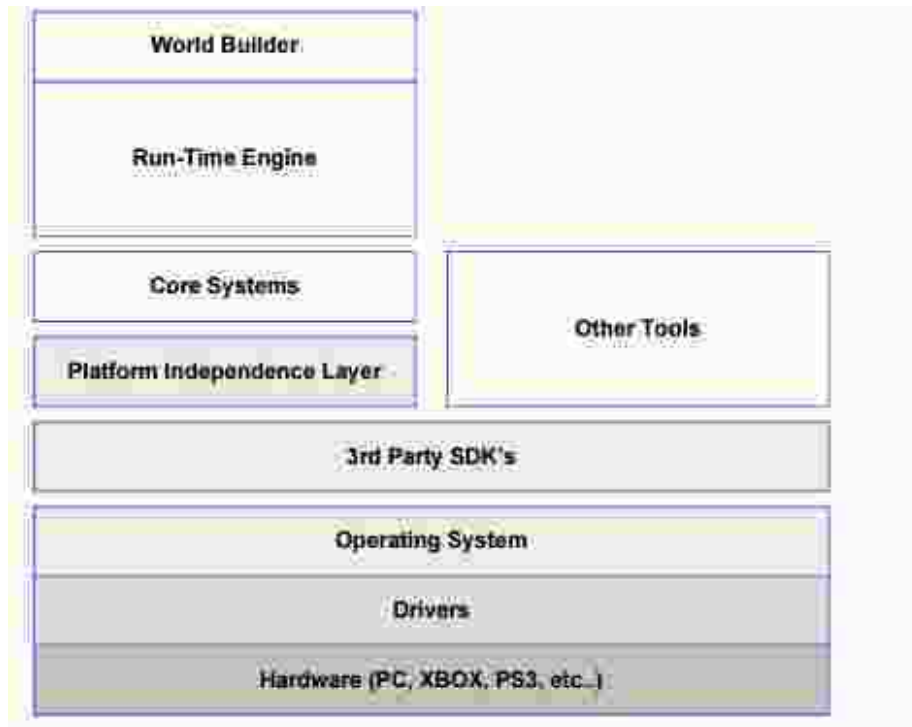 World Builder
Run-Time Engine
Core Systems
Other Tools
Platform Independence Layer
3rd Party SDK's
Operating System
Drivers
Hardware (PC, XBOX, PS3, etc..)